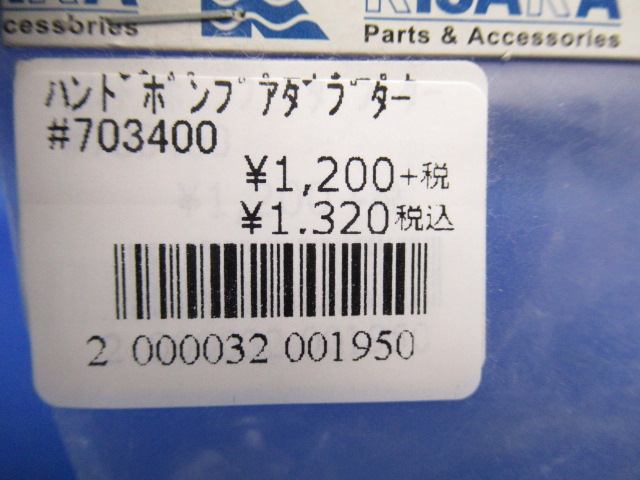 cessories
Parts & Accessories
ﾊﾝﾄﾞﾎﾟﾝﾌﾟｱﾀﾞﾌﾟﾀｰ
#703400
¥1,200+税
¥1.320税込
2 000032 001950